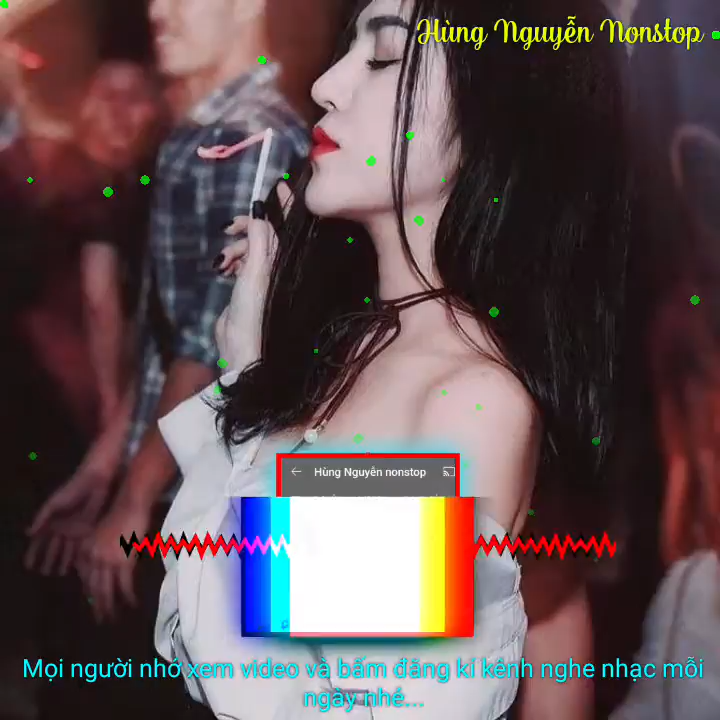 Hùng Nguyễn Nonstop
Hùng Nguyễn nonstop
Mọi người nhớ xem video và bấm đăng kí kênh nghe nhạc mỗi
ngày nhé...